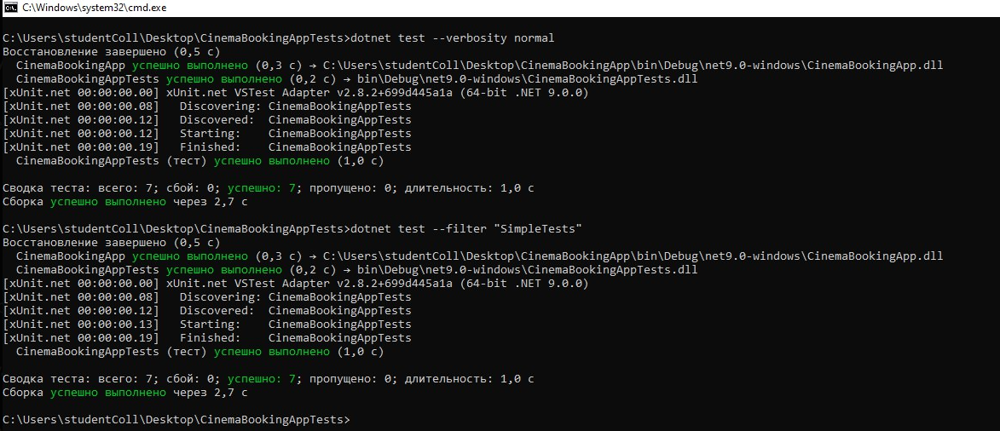 C:\Windows\system32\cmd.exe
C:\Users\studentColl\Desktop\CinemaBookingAppTests>dotnet test --verbosity normal
Восстановление завершено (0,5 с)
  CinemaBookingApp успешно выполнено (0,3 с) → C:\Users\studentColl\Desktop\CinemaBookingApp\bin\Debug\net9.0-windows\CinemaBookingApp.dll
  CinemaBookingAppTests успешно выполнено (0,2 с) → bin\Debug\net9.0-windows\CinemaBookingAppTests.dll
[xUnit.net 00:00:00.00] xUnit.net VSTest Adapter v2.8.2+699d445a1a (64-bit .NET 9.0.0)
[xUnit.net 00:00:00.08]   Discovering: CinemaBookingAppTests
[xUnit.net 00:00:00.12]   Discovered:  CinemaBookingAppTests
[xUnit.net 00:00:00.12]   Starting:    CinemaBookingAppTests
[xUnit.net 00:00:00.19]   Finished:    CinemaBookingAppTests
  CinemaBookingAppTests (тест) успешно выполнено (1,0 с)
Сводка теста: всего: 7; сбой: 0; успешно: 7; пропущено: 0; длительность: 1,0 с
Сборка успешно выполнено через 2,7 с
C:\Users\studentColl\Desktop\CinemaBookingAppTests>dotnet test --filter "SimpleTests"
Восстановление завершено (0,5 с)
  CinemaBookingApp успешно выполнено (0,3 с) → C:\Users\studentColl\Desktop\CinemaBookingApp\bin\Debug\net9.0-windows\CinemaBookingApp.dll
  CinemaBookingAppTests успешно выполнено (0,2 с) → bin\Debug\net9.0-windows\CinemaBookingAppTests.dll
[xUnit.net 00:00:00.00] xUnit.net VSTest Adapter v2.8.2+699d445a1a (64-bit .NET 9.0.0)
[xUnit.net 00:00:00.08]   Discovering: CinemaBookingAppTests
[xUnit.net 00:00:00.12]   Discovered:  CinemaBookingAppTests
[xUnit.net 00:00:00.13]   Starting:    CinemaBookingAppTests
[xUnit.net 00:00:00.19]   Finished:    CinemaBookingAppTests
  CinemaBookingAppTests (тест) успешно выполнено (1,0 с)
Сводка теста: всего: 7; сбой: 0; успешно: 7; пропущено: 0; длительность: 1,0 с
Сборка успешно выполнено через 2,7 с
C:\Users\studentColl\Desktop\CinemaBookingAppTests>